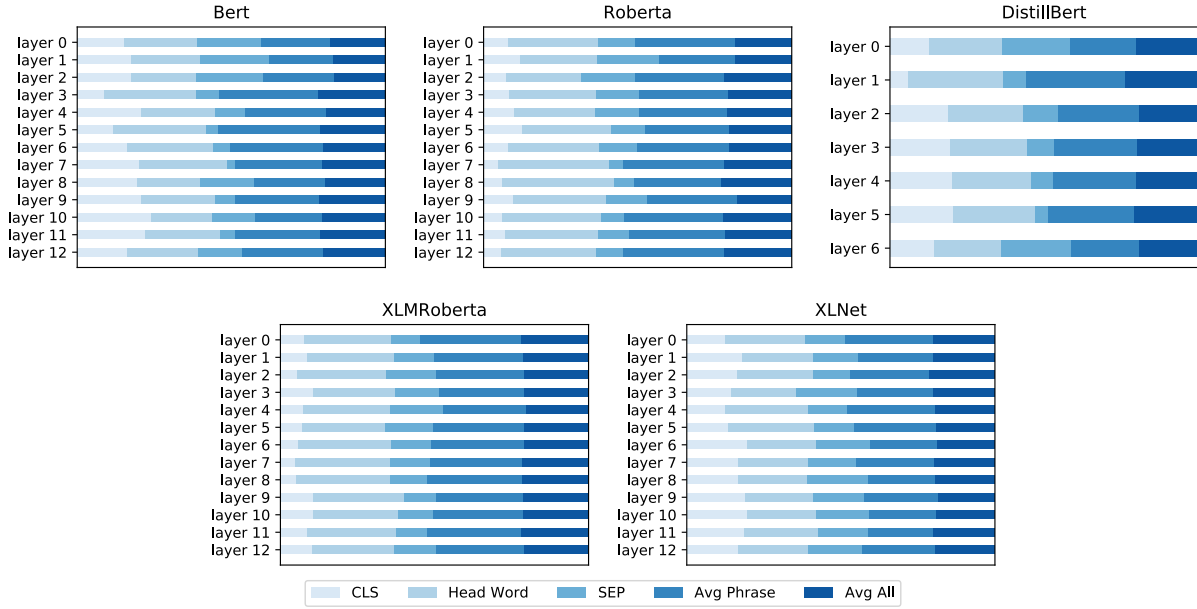 Bert
layer 0
layer 1
layer 2
layer 3
layer 4
layer 5
layer 6
layer 7
layer 8
layer 9
layer 10
layer 11
layer 12
Roberta
layer 0
layer 1
layer 2
layer 3
layer 4
layer 5
layer 6
layer 7
layer 8
layer 9
layer 10
layer 11
layer 12
DistillBert
layer 0
layer 1
layer 2
layer 3
layer 4
layer 5
layer 6
XLMRoberta
layer 0
layer 1
layer 2
layer 3
layer 4
layer 5
layer 6
layer 7
layer 8
layer 9
layer 10
layer 11
layer 12
XLNet
layer 0
layer 1
layer 2
layer 3
layer 4
layer 5
layer 6
layer 7
layer 8
layer 9
layer 10
layer 11
layer 12
CLS Head Word SEP Avg Phrase Avg All